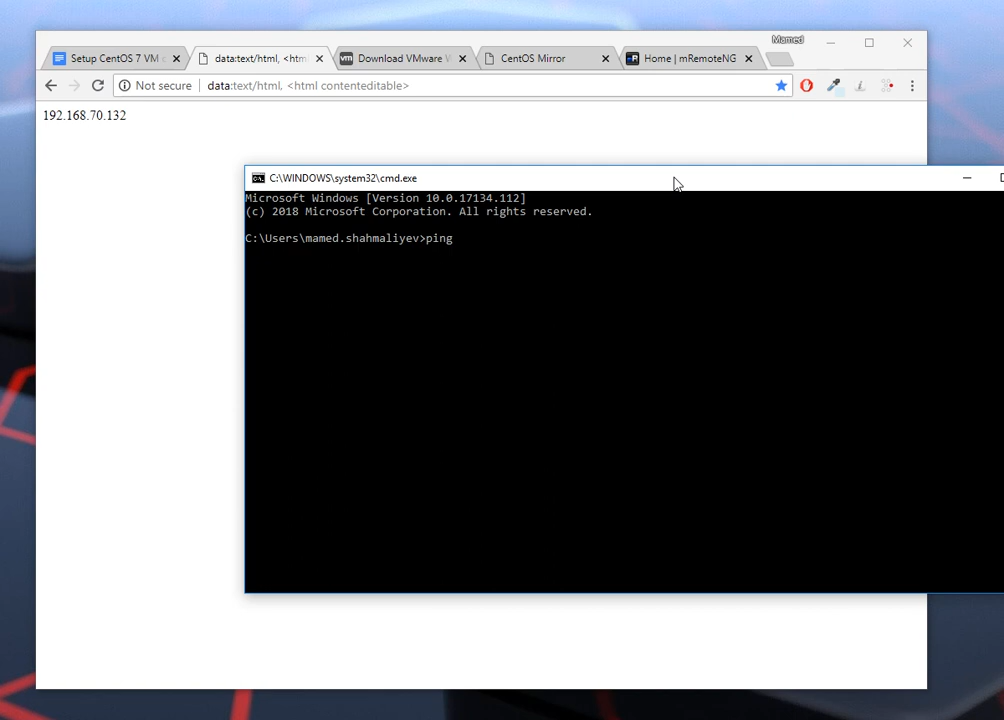 Mamed
Setup CentOS 7 VM
data:text/html, <htm
Download VMware
CentOS Mirror
Home | mRemoteNG
Not secure
data:text/html, <html contenteditable>
192.168.70.132
C:\WINDOWS\system32\cmd.exe
Microsoft Windows [Version 10.0.17134.112]
(c) 2018 Microsoft Corporation. All rights reserved.
C:\Users\mamed.shahmaliyev>ping